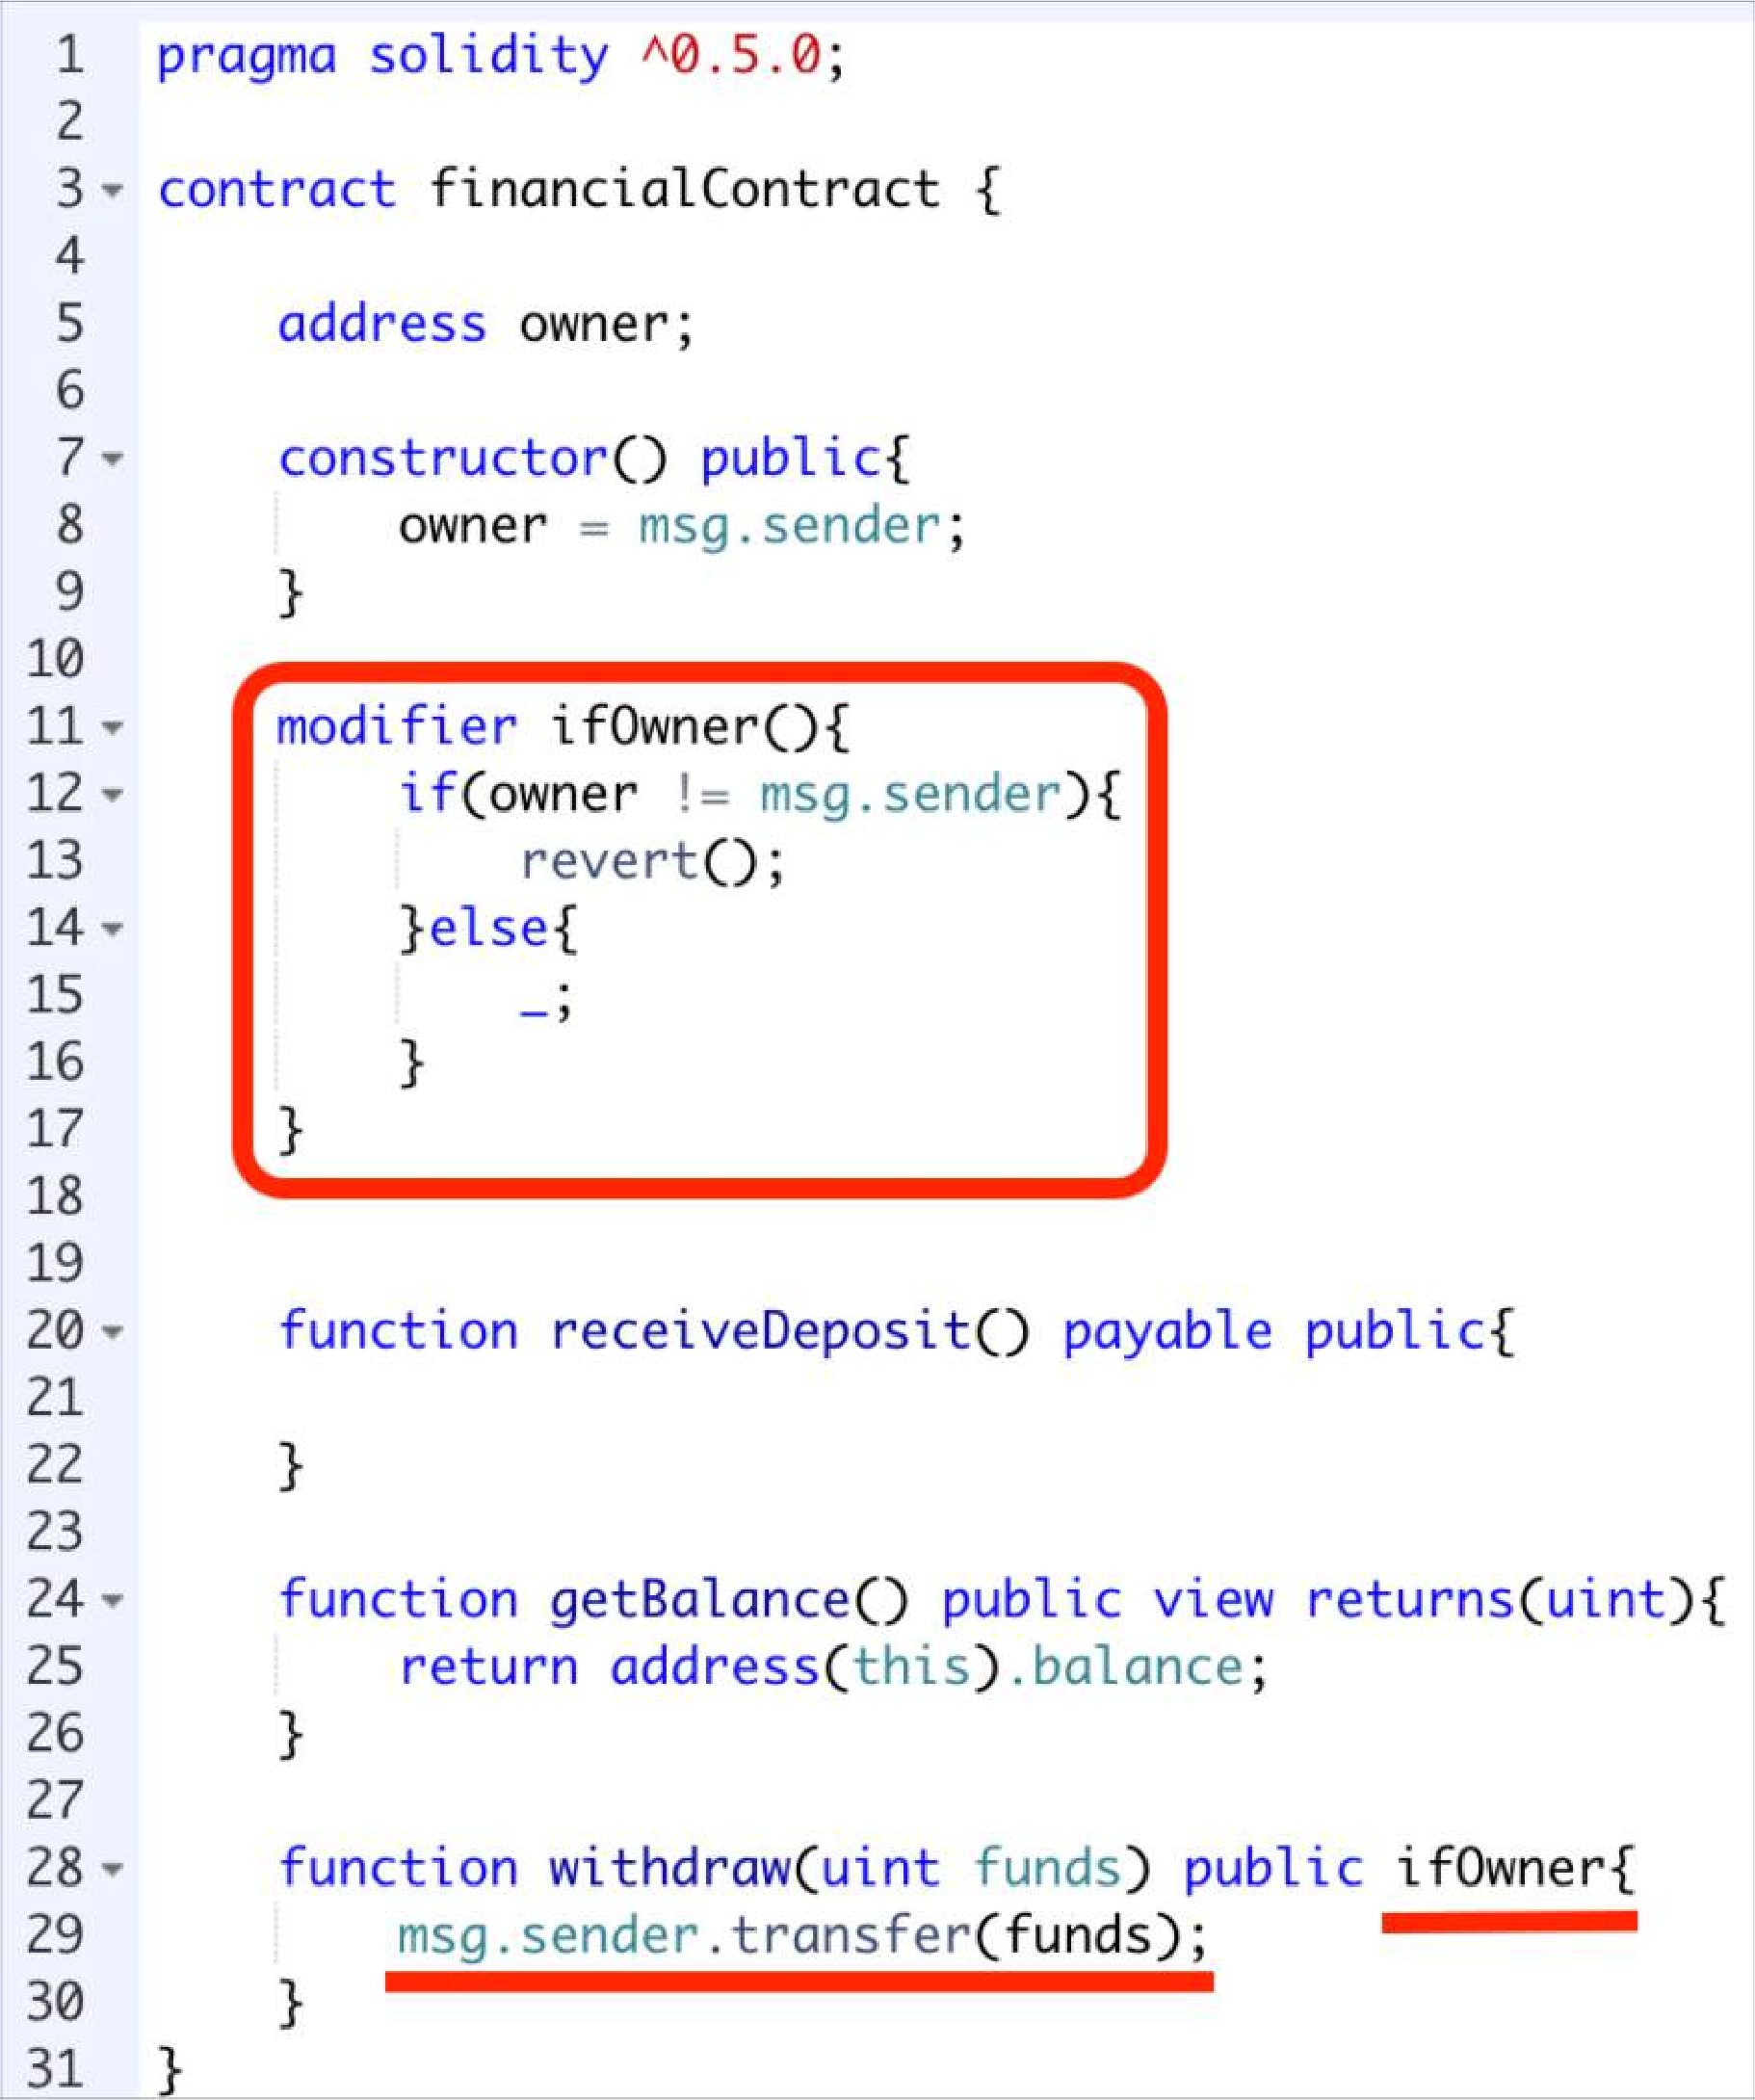 1 pragma solidity ^0.5.0;
2
3 contract financialContract {
4
5     address owner;
6
7     constructor() public{
8         owner = msg.sender;
9     }
10
11     modifier ifOwner(){
12         if(owner != msg.sender){
13             revert();
14         }else{
15             _;
16         }
17     }
18
19
20     function receiveDeposit() payable public{
21
22     }
23
24     function getBalance() public view returns(uint){
25         return address(this).balance;
26     }
27
28     function withdraw(uint funds) public ifOwner{
29         msg.sender.transfer(funds);
30     }
31 }